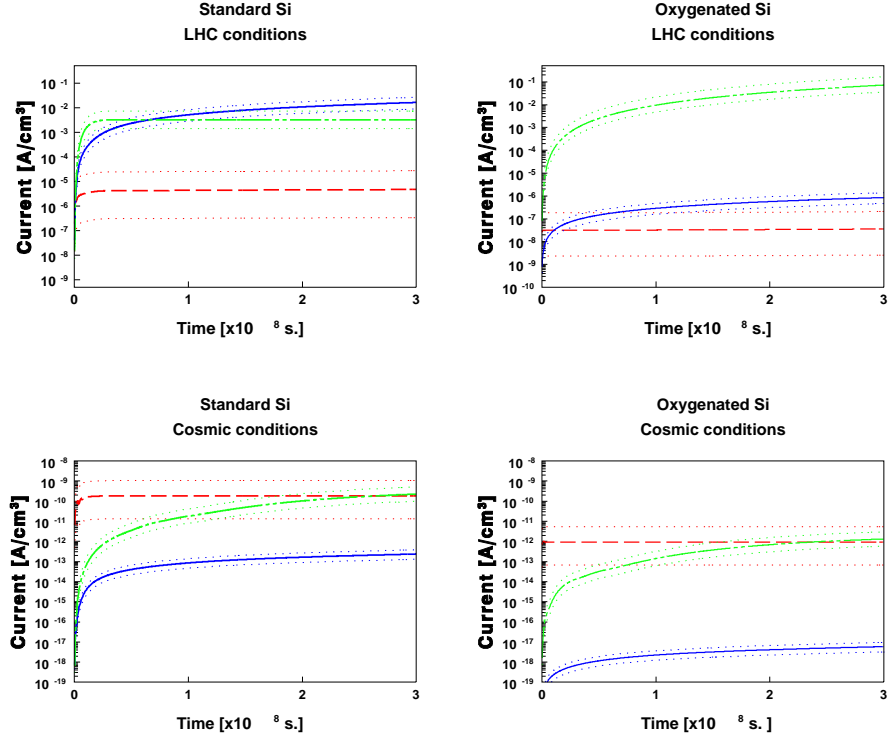 Standard Si
LHC conditions
Current [A/cm³]
10 -1
10 -2
10 -3
10 -4
10 -5
10 -6
10 -7
10 -8
10 -9
0 1 2 3
Time [x10 8 s.]
Oxygenated Si
LHC conditions
Current [A/cm³]
10 -1
10 -2
10 -3
10 -4
10 -5
10 -6
10 -7
10 -8
10 -9
10 -10
0 1 2 3
Time [x10 8 s.]
Standard Si
Cosmic conditions
Current [A/cm³]
10 -8
10 -9
10 -10
10 -11
10 -12
10 -13
10 -14
10 -15
10 -16
10 -17
10 -18
10 -19
0 1 2 3
Time [x10 8 s.]
Oxygenated Si
Cosmic conditions
Current [A/cm³]
10 -8
10 -9
10 -10
10 -11
10 -12
10 -13
10 -14
10 -15
10 -16
10 -17
10 -18
10 -19
0 1 2 3
Time [x10 8 s. ]